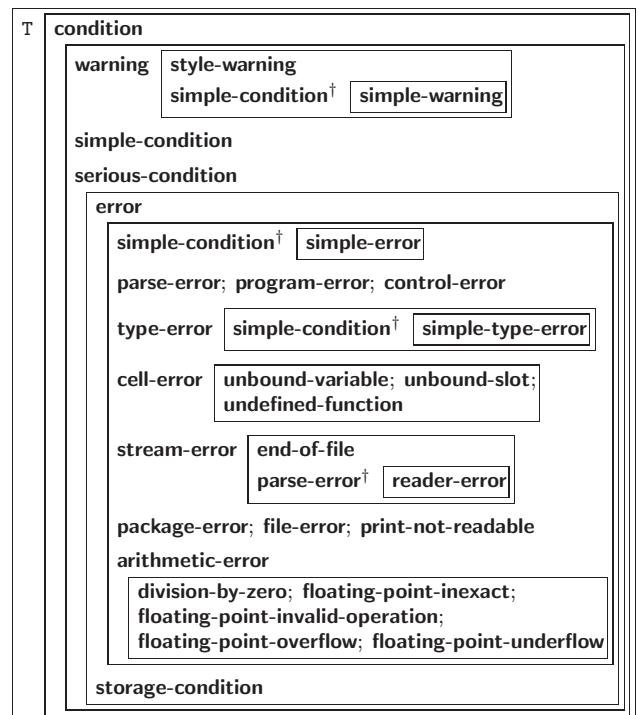 T condition
warning style-warning
simple-condition† simple-warning
simple-condition
serious-condition
error
simple-condition† simple-error
parse-error; program-error; control-error
type-error simple-condition† simple-type-error
cell-error unbound-variable; unbound-slot;
undefined-function
stream-error end-of-file
parse-error† reader-error
package-error; file-error; print-not-readable
arithmetic-error
division-by-zero; floating-point-inexact;
floating-point-invalid-operation;
floating-point-overflow; floating-point-underflow
storage-condition